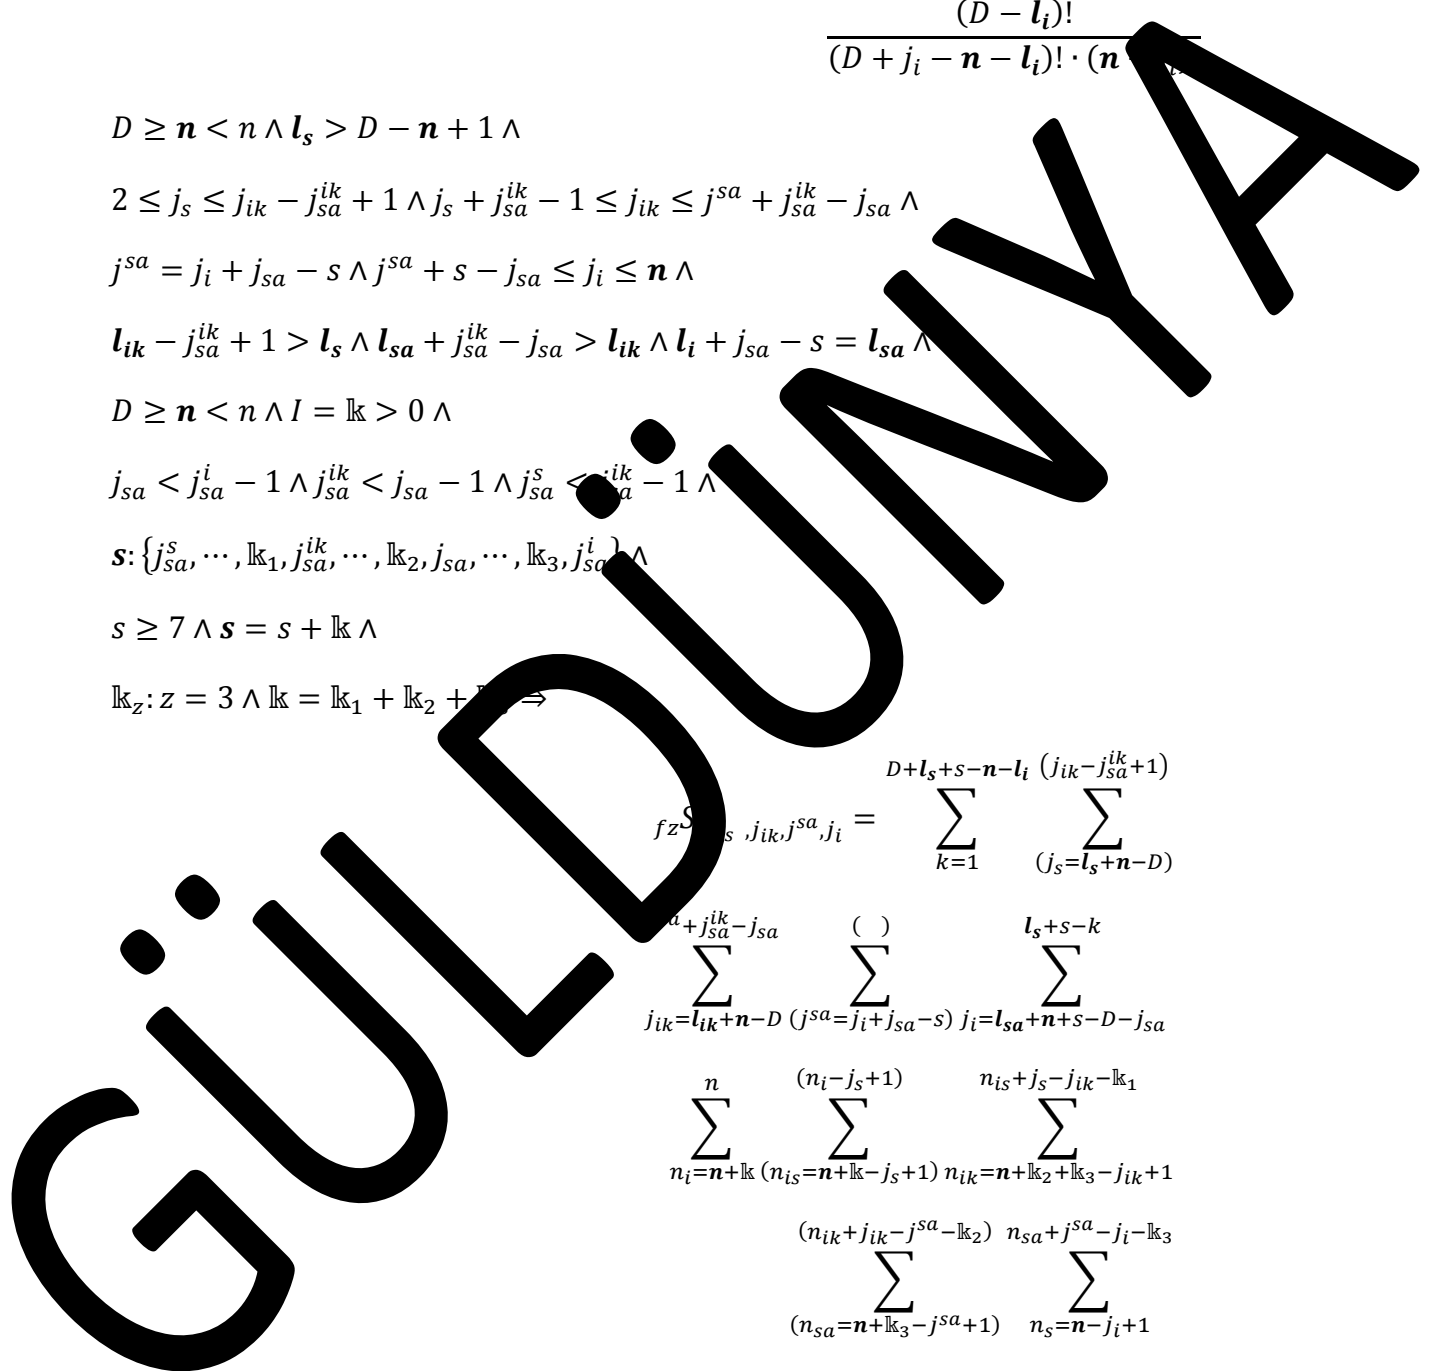 (D − l_i)!
(D + j_i − n − l_i)! · (n
D ≥ n < n ∧ l_s > D − n + 1 ∧
2 ≤ j_s ≤ j_ik − j_sa^ik + 1 ∧ j_s + j_sa^ik − 1 ≤ j_ik ≤ j^sa + j_sa^ik − j_sa ∧
j^sa = j_i + j_sa − s ∧ j^sa + s − j_sa ≤ j_i ≤ n ∧
l_ik − j_sa^ik + 1 > l_s ∧ l_sa + j_sa^ik − j_sa > l_ik ∧ l_i + j_sa − s = l_sa ∧
D ≥ n < n ∧ I = 𝕜 > 0 ∧
j_sa < j_sa^i − 1 ∧ j_sa^ik < j_sa − 1 ∧ j_sa^s < j_sa^ik − 1 ∧
s: {j_sa^s, ⋯ , 𝕜_1, j_sa^ik, ⋯ , 𝕜_2, j_sa, ⋯ , 𝕜_3, j_sa^i} ∧
s ≥ 7 ∧ s = s + 𝕜 ∧
𝕜_z: z = 3 ∧ 𝕜 = 𝕜_1 + 𝕜_2 + ⇒
D+l_s+s−n−l_i (j_ik−j_sa^ik+1)
fzS s ,j_ik,j^sa,j_i = ∑ ∑
k=1 (j_s=l_s+n−D)
+j_sa^ik−j_sa ( ) l_s+s−k
∑ ∑ ∑
j_ik=l_ik+n−D (j^sa=j_i+j_sa−s) j_i=l_sa+n+s−D−j_sa
n (n_i−j_s+1) n_is+j_s−j_ik−𝕜_1
∑ ∑ ∑
n_i=n+𝕜 (n_is=n+𝕜−j_s+1) n_ik=n+𝕜_2+𝕜_3−j_ik+1
(n_ik+j_ik−j^sa−𝕜_2) n_sa+j^sa−j_i−𝕜_3
∑ ∑
(n_sa=n+𝕜_3−j^sa+1) n_s=n−j_i+1
GÜLDÜNYA